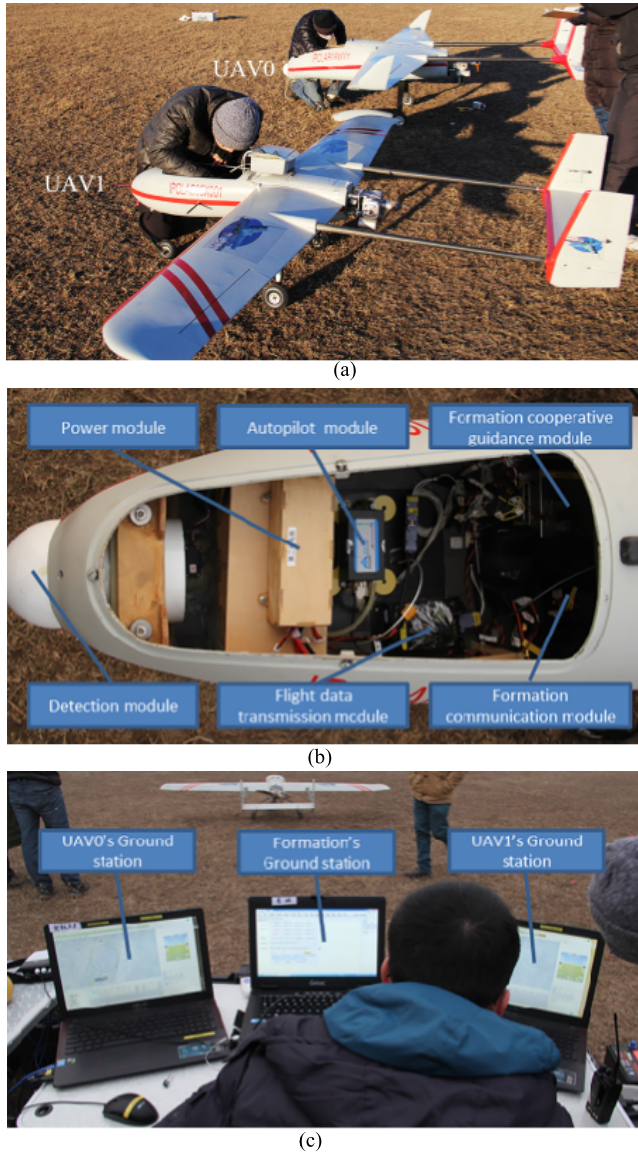 UAV0
UAV1
(a)
Power module
Autopilot module
Formation cooperative
guidance module
Detection module
Flight data
transmission module
Formation
communication module
(b)
UAV0's Ground
station
Formation's
Ground station
UAV1's Ground
station
(c)